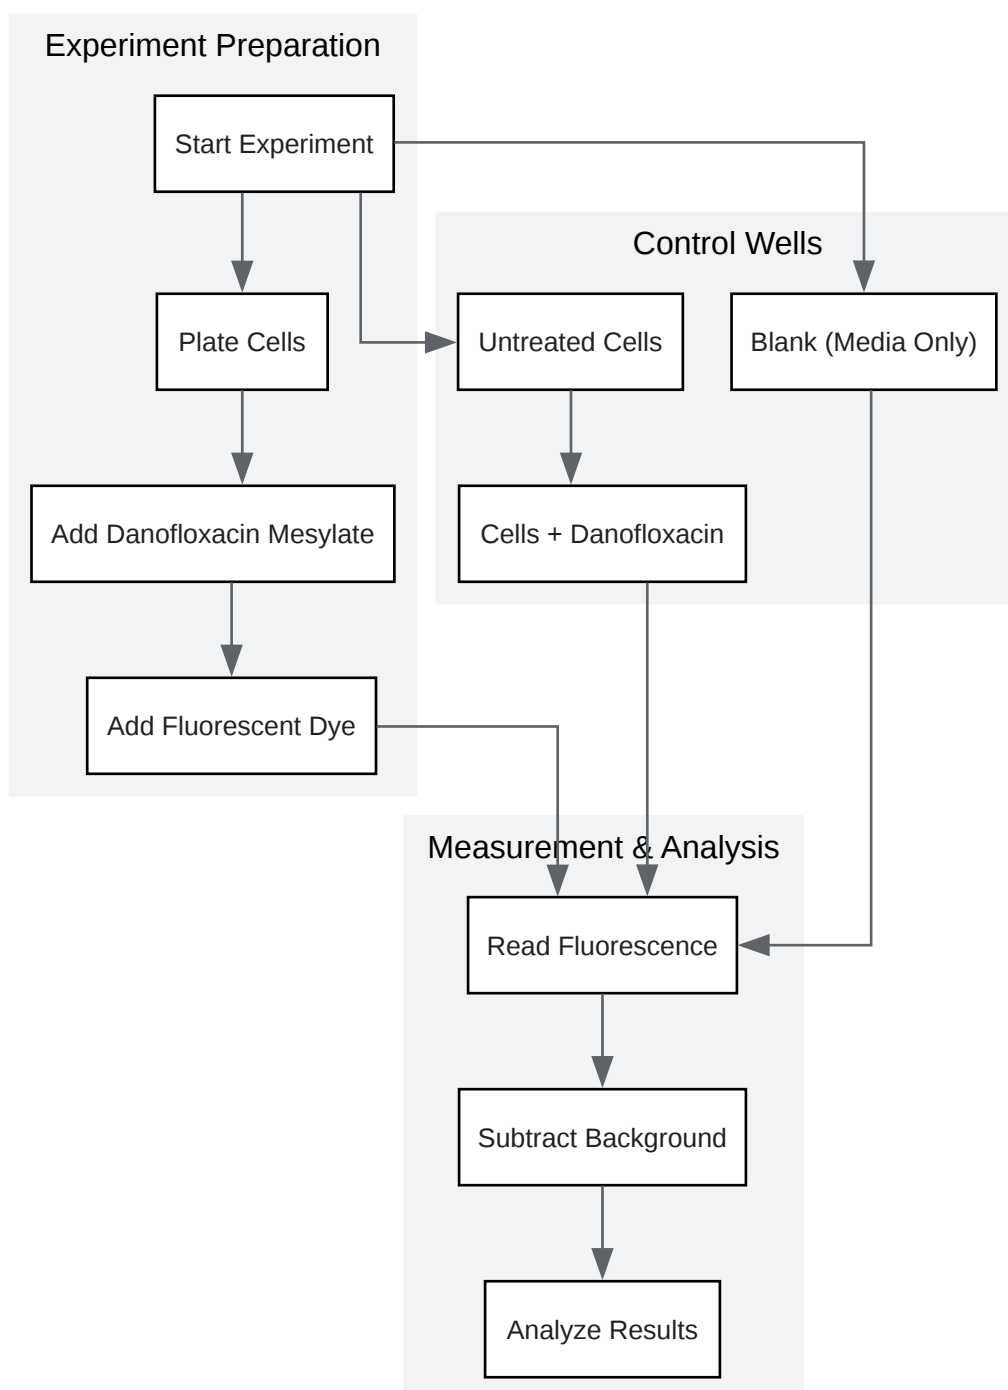 Experiment Preparation
Start Experiment
Control Wells
Plate Cells
Untreated Cells
Blank (Media Only)
Add Danofloxacin Mesylate
Cells + Danofloxacin
Add Fluorescent Dye
Measurement & Analysis
Read Fluorescence
Subtract Background
Analyze Results